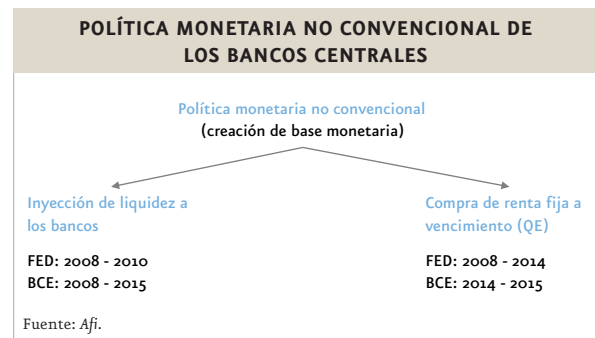 POLÍTICA MONETARIA NO CONVENCIONAL DE
LOS BANCOS CENTRALES
Política monetaria no convencional
(creación de base monetaria)
Inyección de liquidez a
los bancos
FED: 2008 - 2010
BCE: 2008 - 2015
Compra de renta fija a
vencimiento (QE)
FED: 2008 - 2014
BCE: 2014 - 2015
Fuente: Afi.